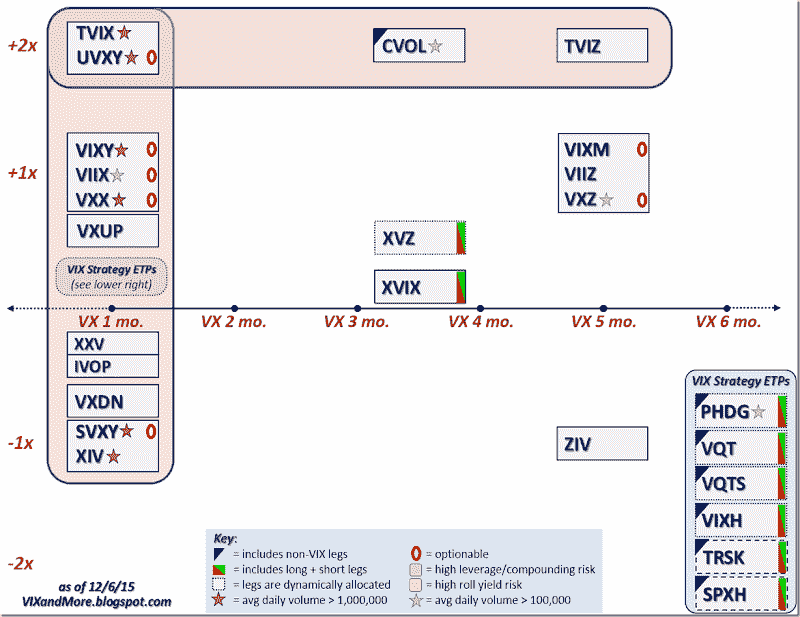 +2x
TVIX
UVXY
CVOL
TVIZ
+1x
VIXY
VIIX
VXX
VXUP
VIXM
VIIZ
VXZ
XVZ
XVIX
VIX Strategy ETPs
(see lower right)
VX 1 mo. VX 2 mo. VX 3 mo. VX 4 mo. VX 5 mo. VX 6 mo.
XXV
IVOP
VXDN
-1x
SVXY
XIV
ZIV
VIX Strategy ETPs
PHDG
VQT
VQTS
VIXH
TRSK
SPXH
-2x
as of 12/6/15
VIXandMore.blogspot.com
Key:
= includes non-VIX legs
= includes long + short legs
= legs are dynamically allocated
= avg daily volume > 1,000,000
= optionable
= high leverage/compounding risk
= high roll yield risk
= avg daily volume > 100,000